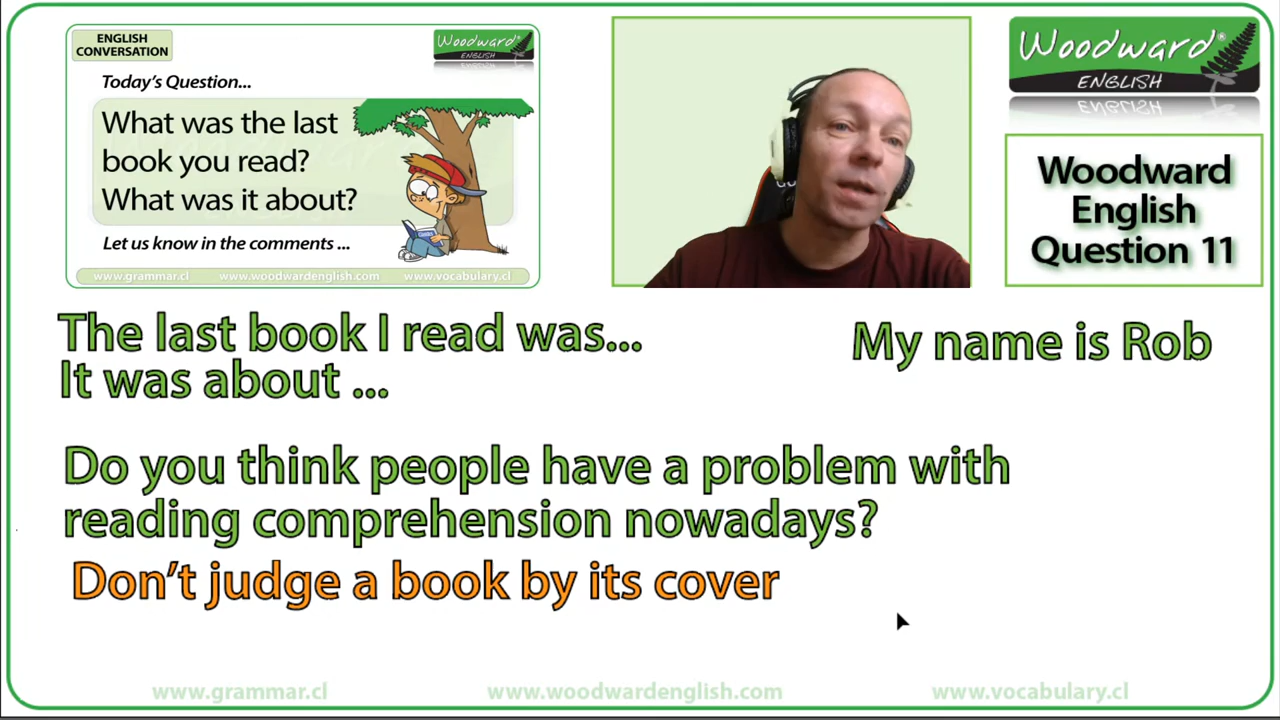 ENGLISH
CONVERSATION
Woodward®
ENGLISH
Today's Question...
What was the last
book you read?
What was it about?
Let us know in the comments ...
www.grammar.cl www.woodwardenglish.com www.vocabulary.cl
Woodward®
ENGLISH
Woodward
English
Question 11
The last book I read was...
It was about ...
My name is Rob
Do you think people have a problem with
reading comprehension nowadays?
Don't judge a book by its cover
www.grammar.cl www.woodwardenglish.com www.vocabulary.cl